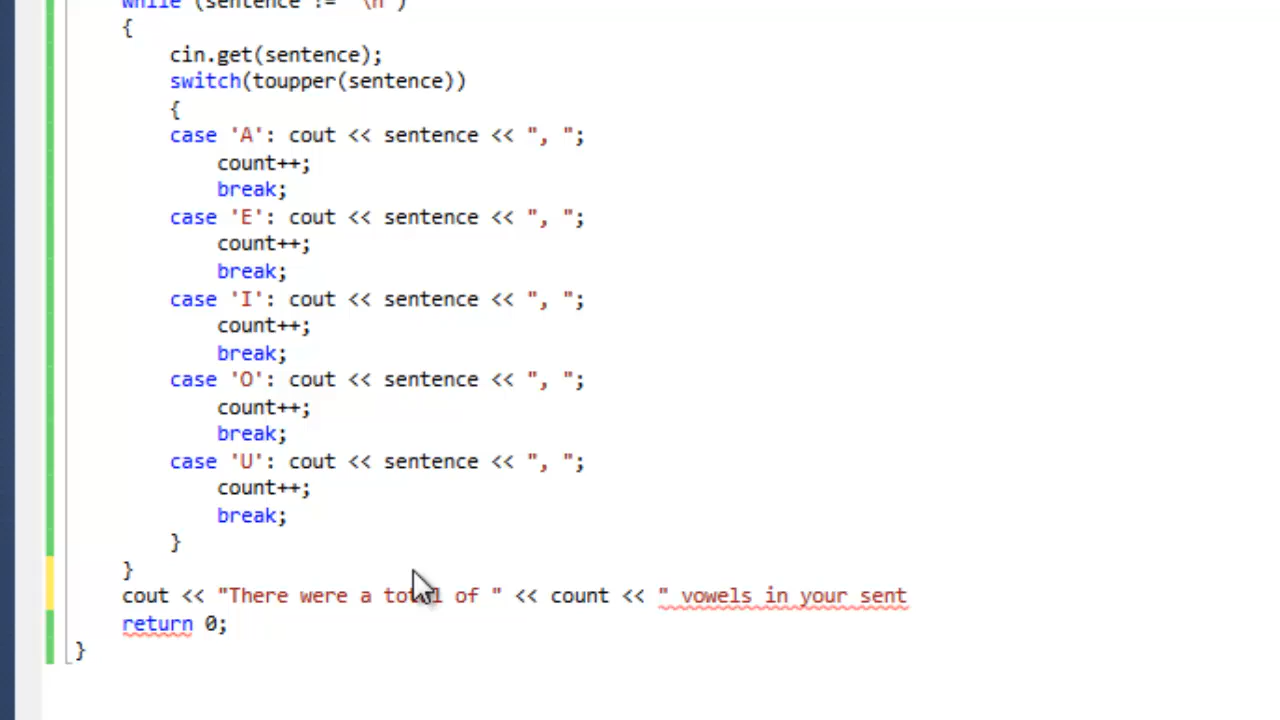 while (sentence != '\n')
{
cin.get(sentence);
switch(toupper(sentence))
{
case 'A': cout << sentence << ", ";
count++;
break;
case 'E': cout << sentence << ", ";
count++;
break;
case 'I': cout << sentence << ", ";
count++;
break;
case 'O': cout << sentence << ", ";
count++;
break;
case 'U': cout << sentence << ", ";
count++;
break;
}
}
cout << "There were a total of " << count << " vowels in your sent
return 0;
}